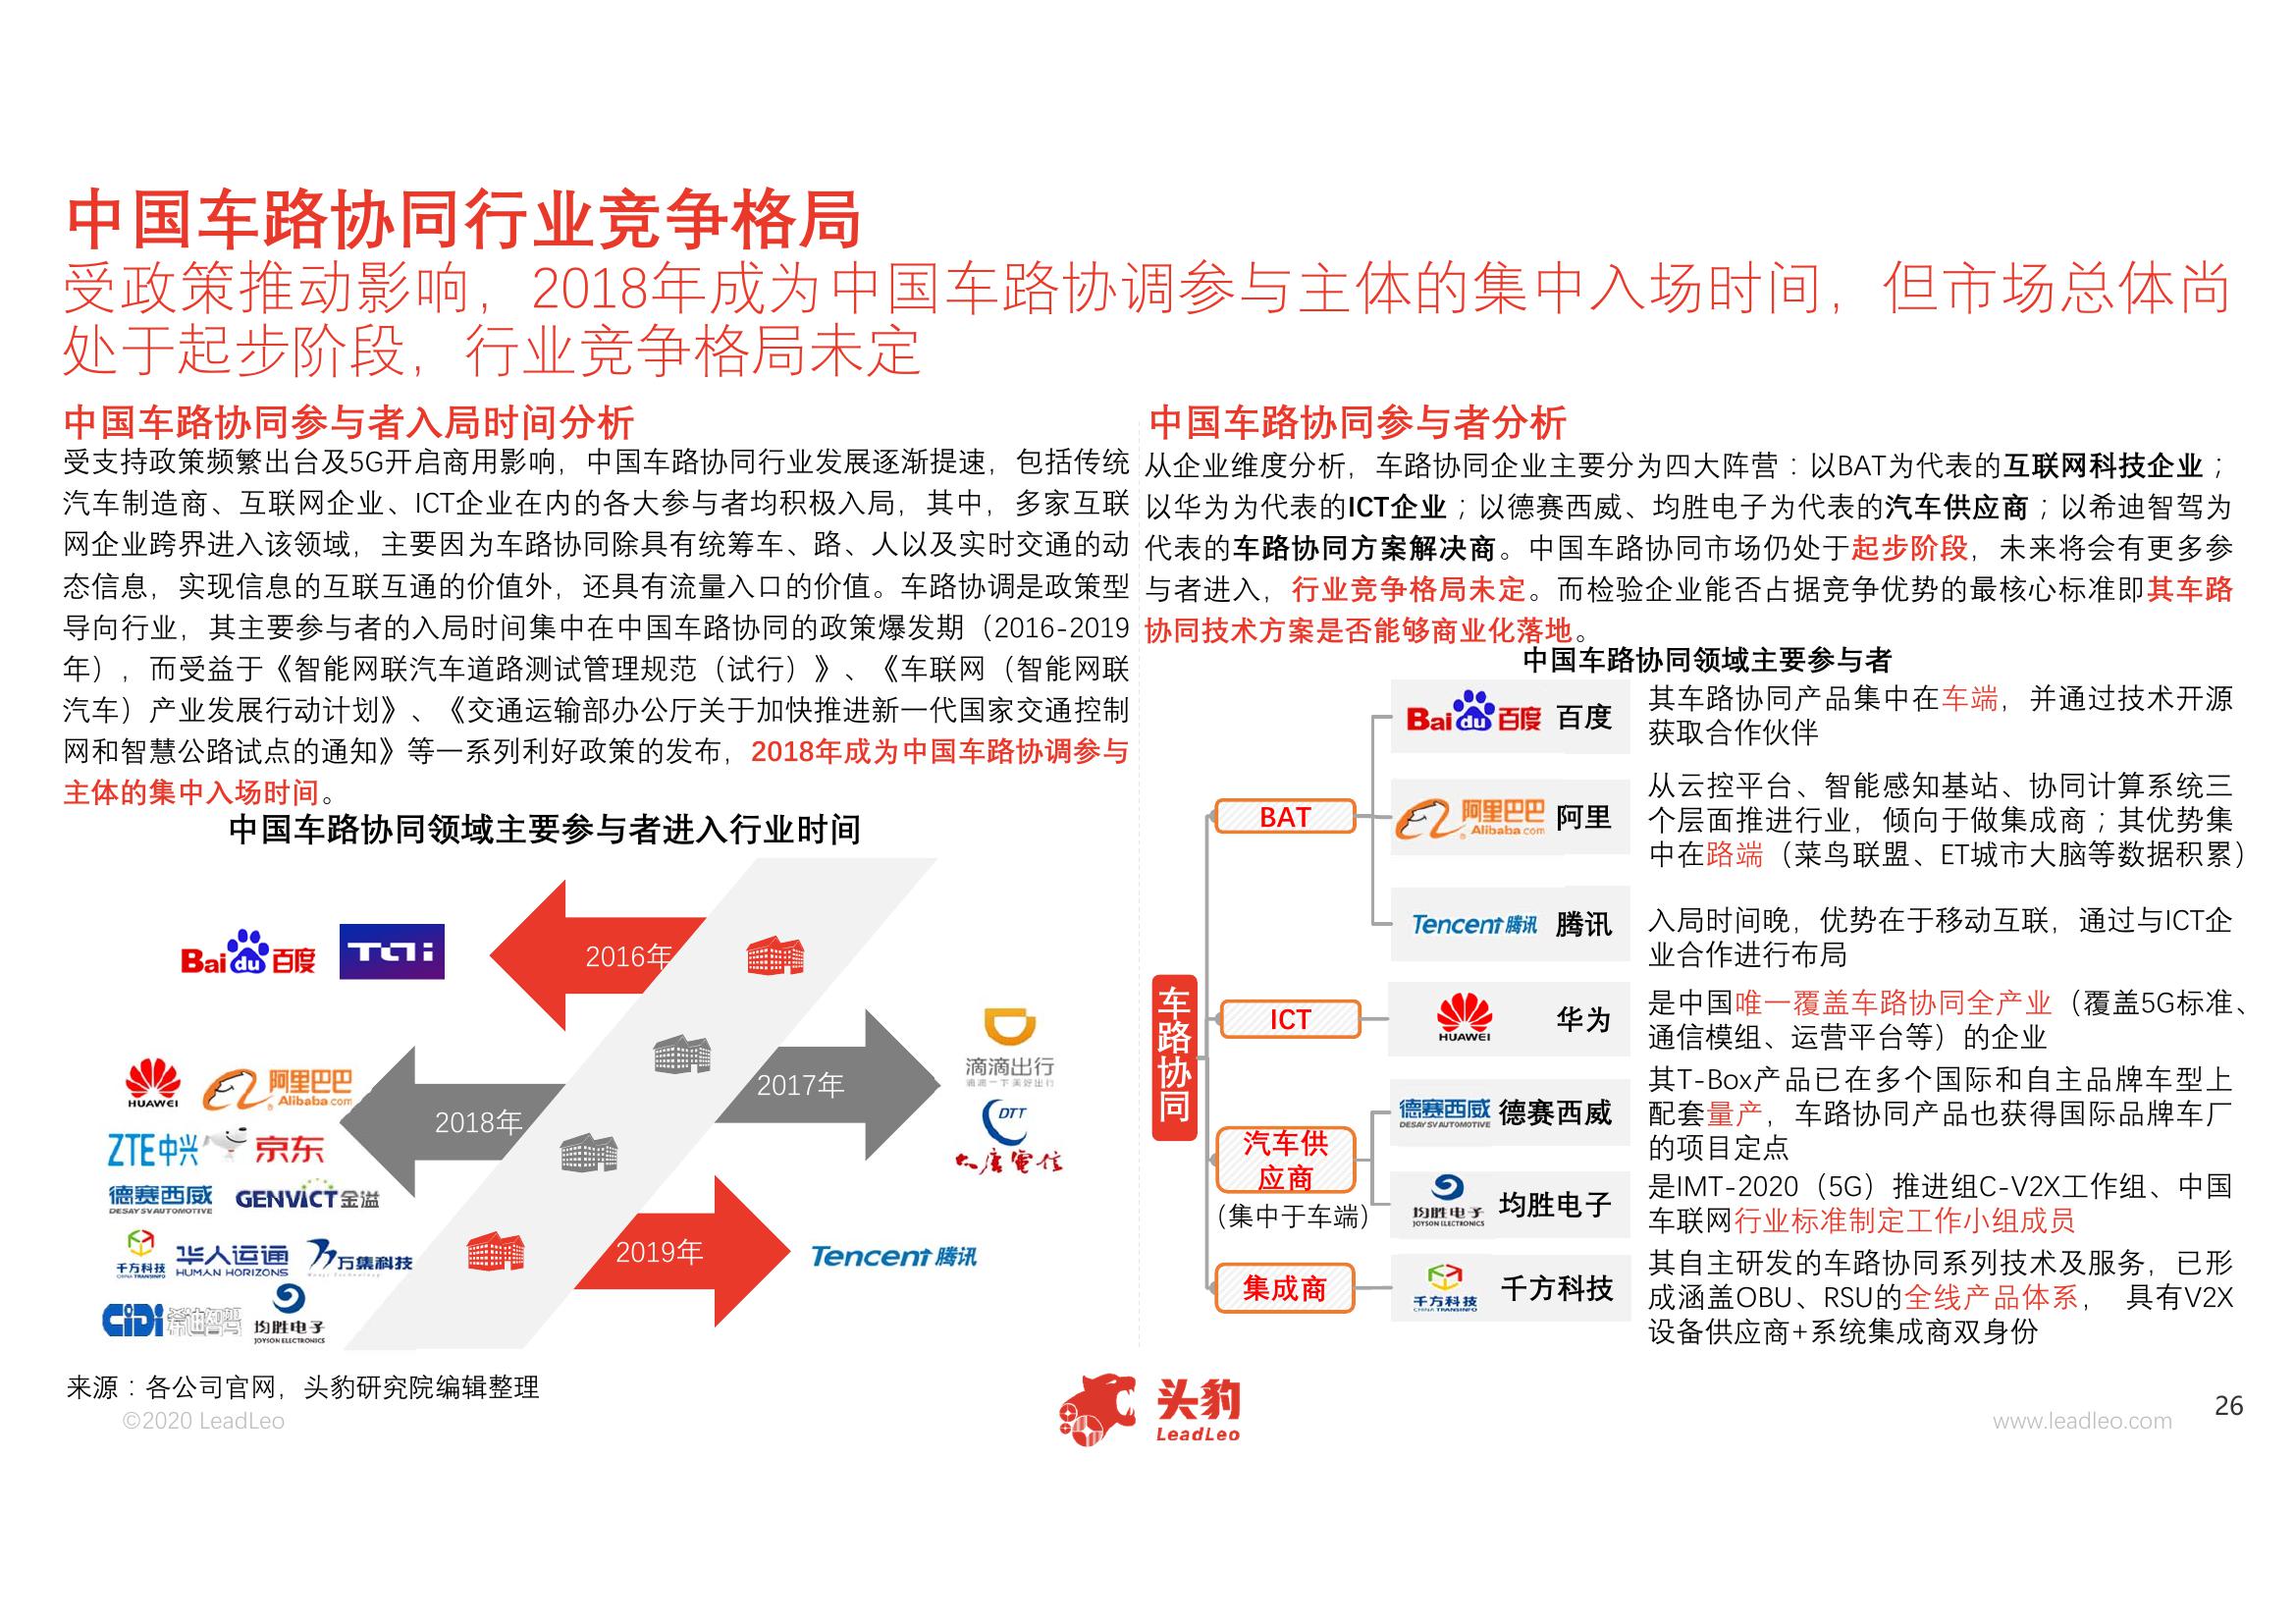 中国车路协同行业竞争格局
受政策推动影响，2018年成为中国车路协调参与主体的集中入场时间，但市场总体尚
处于起步阶段，行业竞争格局未定
中国车路协同参与者入局时间分析
受支持政策频繁出台及5G开启商用影响，中国车路协同行业发展逐渐提速，包括传统
汽车制造商、互联网企业、ICT企业在内的各大参与者均积极入局，其中，多家互联
网企业跨界进入该领域，主要因为车路协同除具有统筹车、路、人以及实时交通的动
态信息，实现信息的互联互通的价值外，还具有流量入口的价值。车路协调是政策型
导向行业，其主要参与者的入局时间集中在中国车路协同的政策爆发期（2016-2019
年），而受益于《智能网联汽车道路测试管理规范（试行）》、《车联网（智能网联
汽车）产业发展行动计划》、《交通运输部办公厅关于加快推进新一代国家交通控制
网和智慧公路试点的通知》等一系列利好政策的发布，2018年成为中国车路协调参与
主体的集中入场时间。
中国车路协同领域主要参与者进入行业时间
Bai du 百度
2016年
2017年
滴滴出行
滴滴一下 美好出行
DTT
大唐电信
2018年
HUAWEI
阿里巴巴
Alibaba.com
ZTE中兴
京东
德赛西威
DESAY SV AUTOMOTIVE
GENVICT金溢
千方科技
CHINA TRANSINFO
华人运通
HUMAN HORIZONS
万集科技
CiDi 希迪智驾
均胜电子
JOYSON ELECTRONICS
2019年
Tencent 腾讯
中国车路协同参与者分析
从企业维度分析，车路协同企业主要分为四大阵营：以BAT为代表的互联网科技企业；
以华为为代表的ICT企业；以德赛西威、均胜电子为代表的汽车供应商；以希迪智驾为
代表的车路协同方案解决商。中国车路协同市场仍处于起步阶段，未来将会有更多参
与者进入，行业竞争格局未定。而检验企业能否占据竞争优势的最核心标准即其车路
协同技术方案是否能够商业化落地。
中国车路协同领域主要参与者
车路协同
BAT
Bai du 百度 百度
其车路协同产品集中在车端，并通过技术开源
获取合作伙伴
阿里巴巴
Alibaba.com
阿里
从云控平台、智能感知基站、协同计算系统三
个层面推进行业，倾向于做集成商；其优势集
中在路端（菜鸟联盟、ET城市大脑等数据积累）
Tencent 腾讯 腾讯
入局时间晚，优势在于移动互联，通过与ICT企
业合作进行布局
ICT
HUAWEI
华为
是中国唯一覆盖车路协同全产业（覆盖5G标准、
通信模组、运营平台等）的企业
汽车供
应商
（集中于车端）
德赛西威
DESAY SV AUTOMOTIVE
德赛西威
其T-Box产品已在多个国际和自主品牌车型上
配套量产，车路协同产品也获得国际品牌车厂
的项目定点
均胜电子
JOYSON ELECTRONICS
均胜电子
是IMT-2020（5G）推进组C-V2X工作组、中国
车联网行业标准制定工作小组成员
集成商
千方科技
CHINA TRANSINFO
千方科技
其自主研发的车路协同系列技术及服务，已形
成涵盖OBU、RSU的全线产品体系， 具有V2X
设备供应商+系统集成商双身份
来源：各公司官网，头豹研究院编辑整理
©2020 LeadLeo
头豹
LeadLeo
www.leadleo.com
26